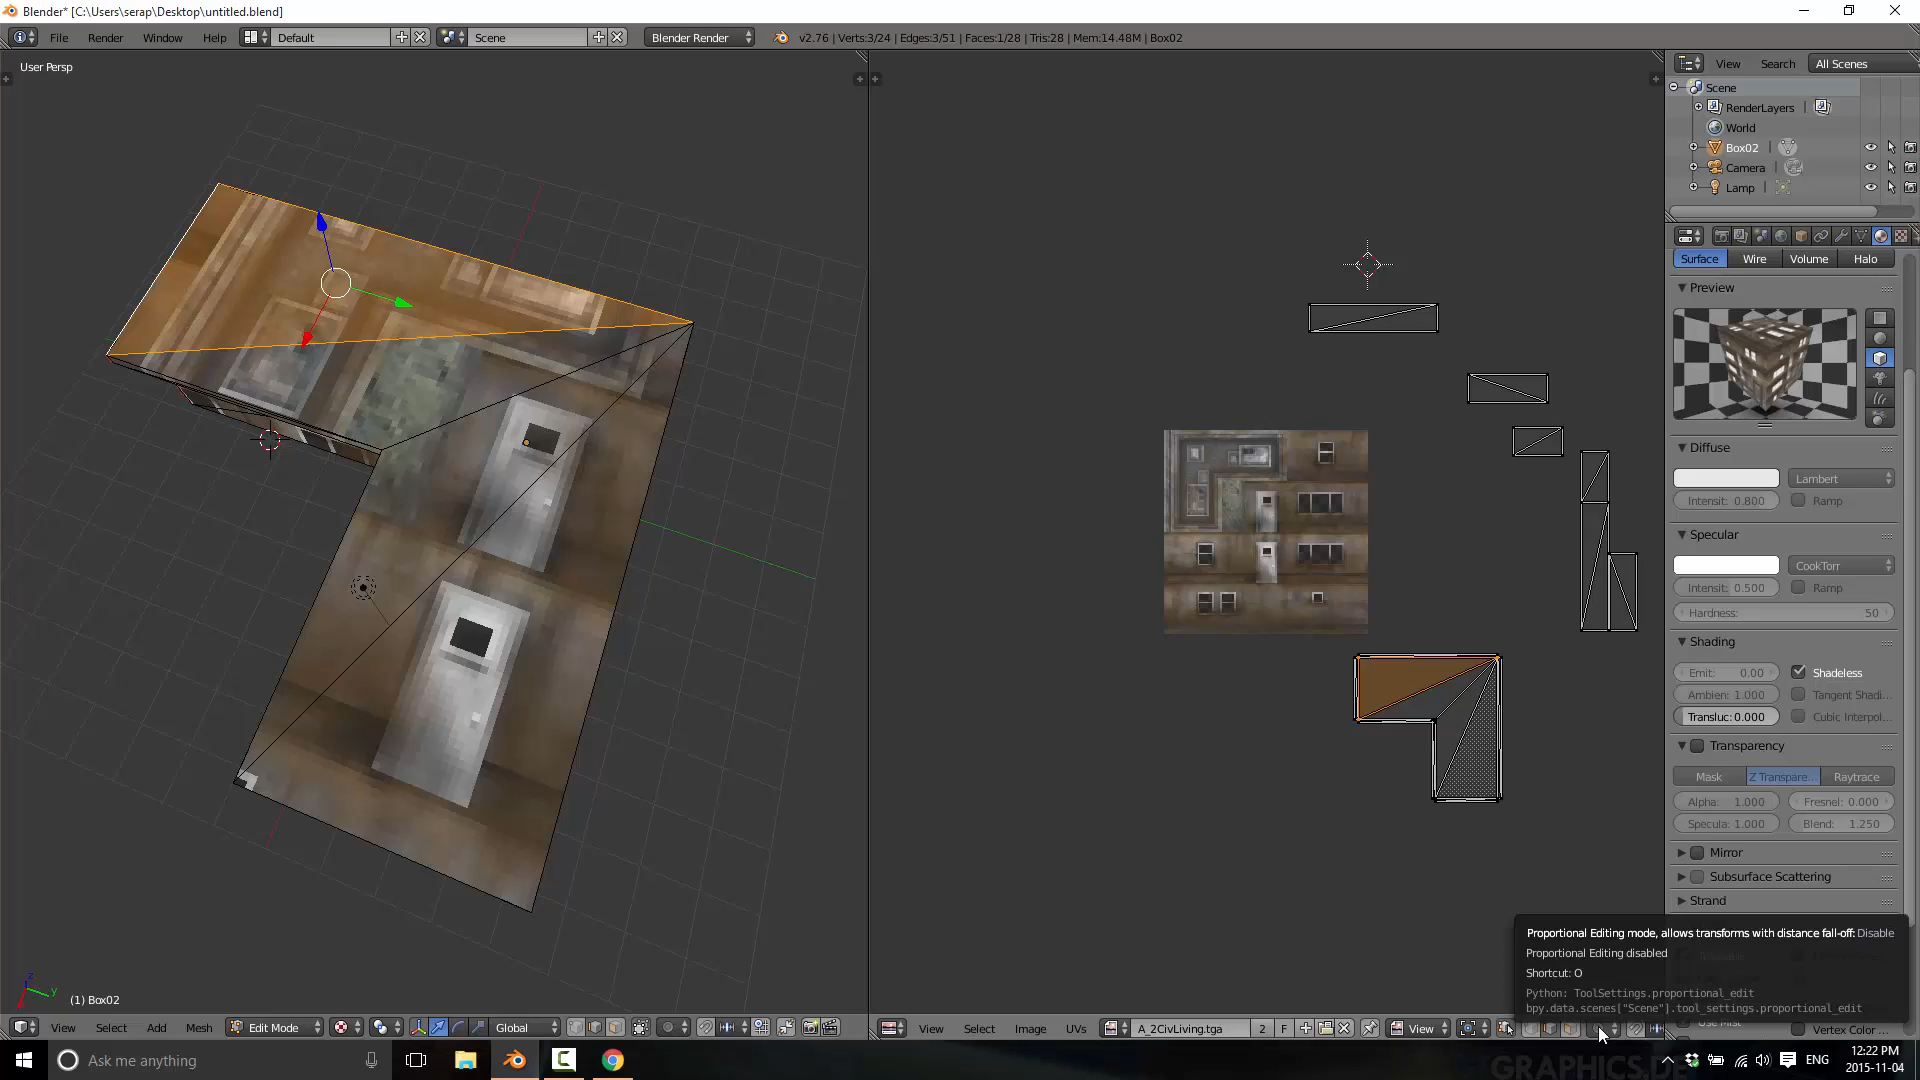 Blender* [C:\Users\serap\Desktop\untitled.blend]
File Render Window Help Default Scene Blender Render v2.76 | Verts:3/24 | Edges:3/51 | Faces:1/28 | Tris:28 | Mem:14.48M | Box02
User Persp
View Search All Scenes
Scene
RenderLayers
World
Box02
Camera
Lamp
Surface Wire Volume Halo
Preview
Diffuse
Lambert
Intensit: 0.800 Ramp
Specular
CookTorr
Intensit: 0.500 Ramp
Hardness: 50
Shading
Emit: 0.00 Shadeless
Ambien: 1.000 Tangent Shadi...
Transluc: 0.000 Cubic Interpol...
Transparency
Mask Z Transpare... Raytrace
Alpha: 1.000 Fresnel: 0.000
Specula: 1.000 Blend: 1.250
Mirror
Subsurface Scattering
Strand
Proportional Editing mode, allows transforms with distance fall-off: Disable
Proportional Editing disabled
Shortcut: O
Python: ToolSettings.proportional_edit
bpy.data.scenes["Scene"].tool_settings.proportional_edit
Use Mist Vertex Color ...
z
y
(1) Box02
View Select Add Mesh Edit Mode Global
View Select Image UVs A_2CivLiving.tga 2 F View
Ask me anything
ENG
12:22 PM
2015-11-04